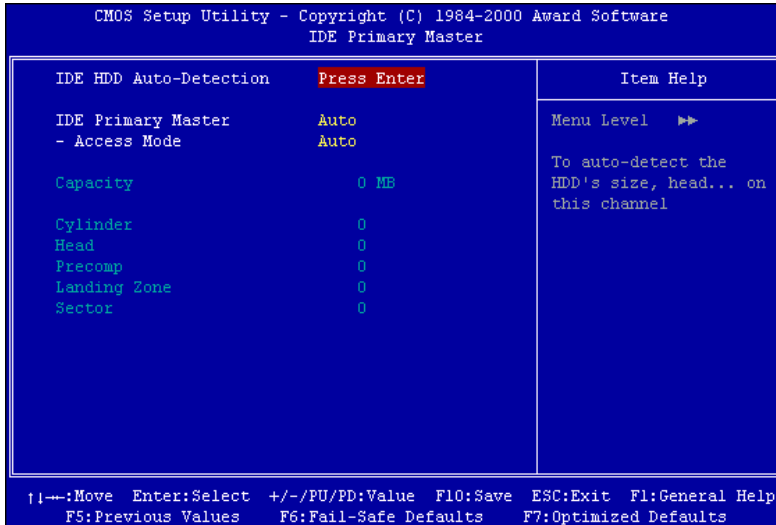 CMOS Setup Utility - Copyright (C) 1984-2000 Award Software
IDE Primary Master
IDE HDD Auto-Detection Press Enter
IDE Primary Master Auto
- Access Mode Auto
Capacity 0 MB
Cylinder 0
Head 0
Precomp 0
Landing Zone 0
Sector 0
Item Help
Menu Level ▶▶
To auto-detect the
HDD's size, head... on
this channel
↑↓→←:Move Enter:Select +/-/PU/PD:Value F10:Save ESC:Exit F1:General Help
F5:Previous Values F6:Fail-Safe Defaults F7:Optimized Defaults